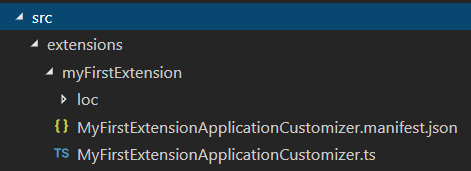 src
extensions
myFirstExtension
loc
{ } MyFirstExtensionApplicationCustomizer.manifest.json
TS MyFirstExtensionApplicationCustomizer.ts